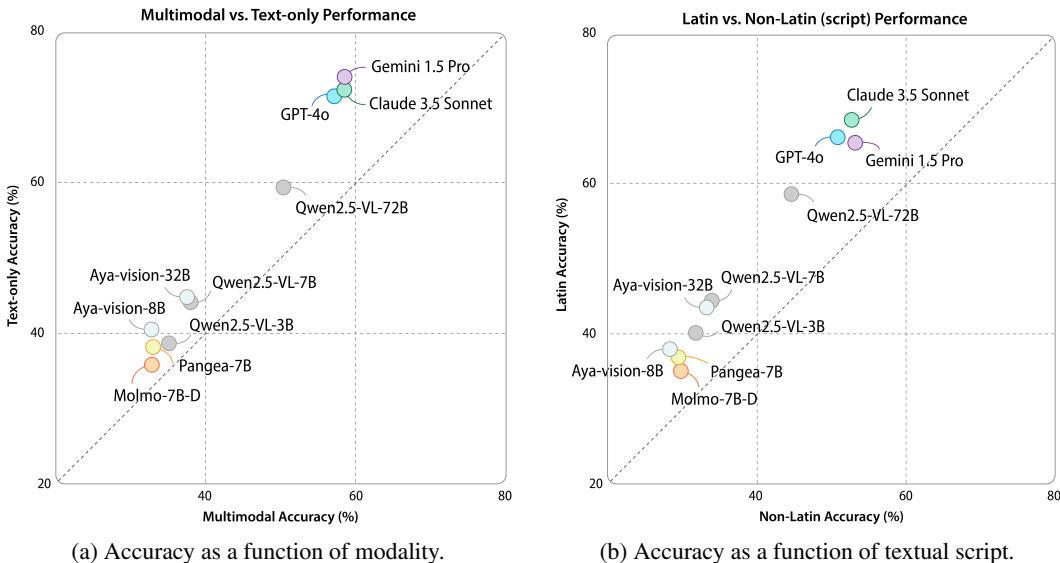 Multimodal vs. Text-only Performance
80
Gemini 1.5 Pro
Claude 3.5 Sonnet
GPT-4o
60
Qwen2.5-VL-72B
Aya-vision-32B
Qwen2.5-VL-7B
Aya-vision-8B
Qwen2.5-VL-3B
40
Pangea-7B
Molmo-7B-D
20
40
60
80
Text-only Accuracy (%)
Multimodal Accuracy (%)
(a) Accuracy as a function of modality.
Latin vs. Non-Latin (script) Performance
80
Claude 3.5 Sonnet
GPT-4o
Gemini 1.5 Pro
60
Qwen2.5-VL-72B
Qwen2.5-VL-7B
Aya-vision-32B
Qwen2.5-VL-3B
40
Aya-vision-8B
Pangea-7B
Molmo-7B-D
20
40
60
80
Latin Accuracy (%)
Non-Latin Accuracy (%)
(b) Accuracy as a function of textual script.